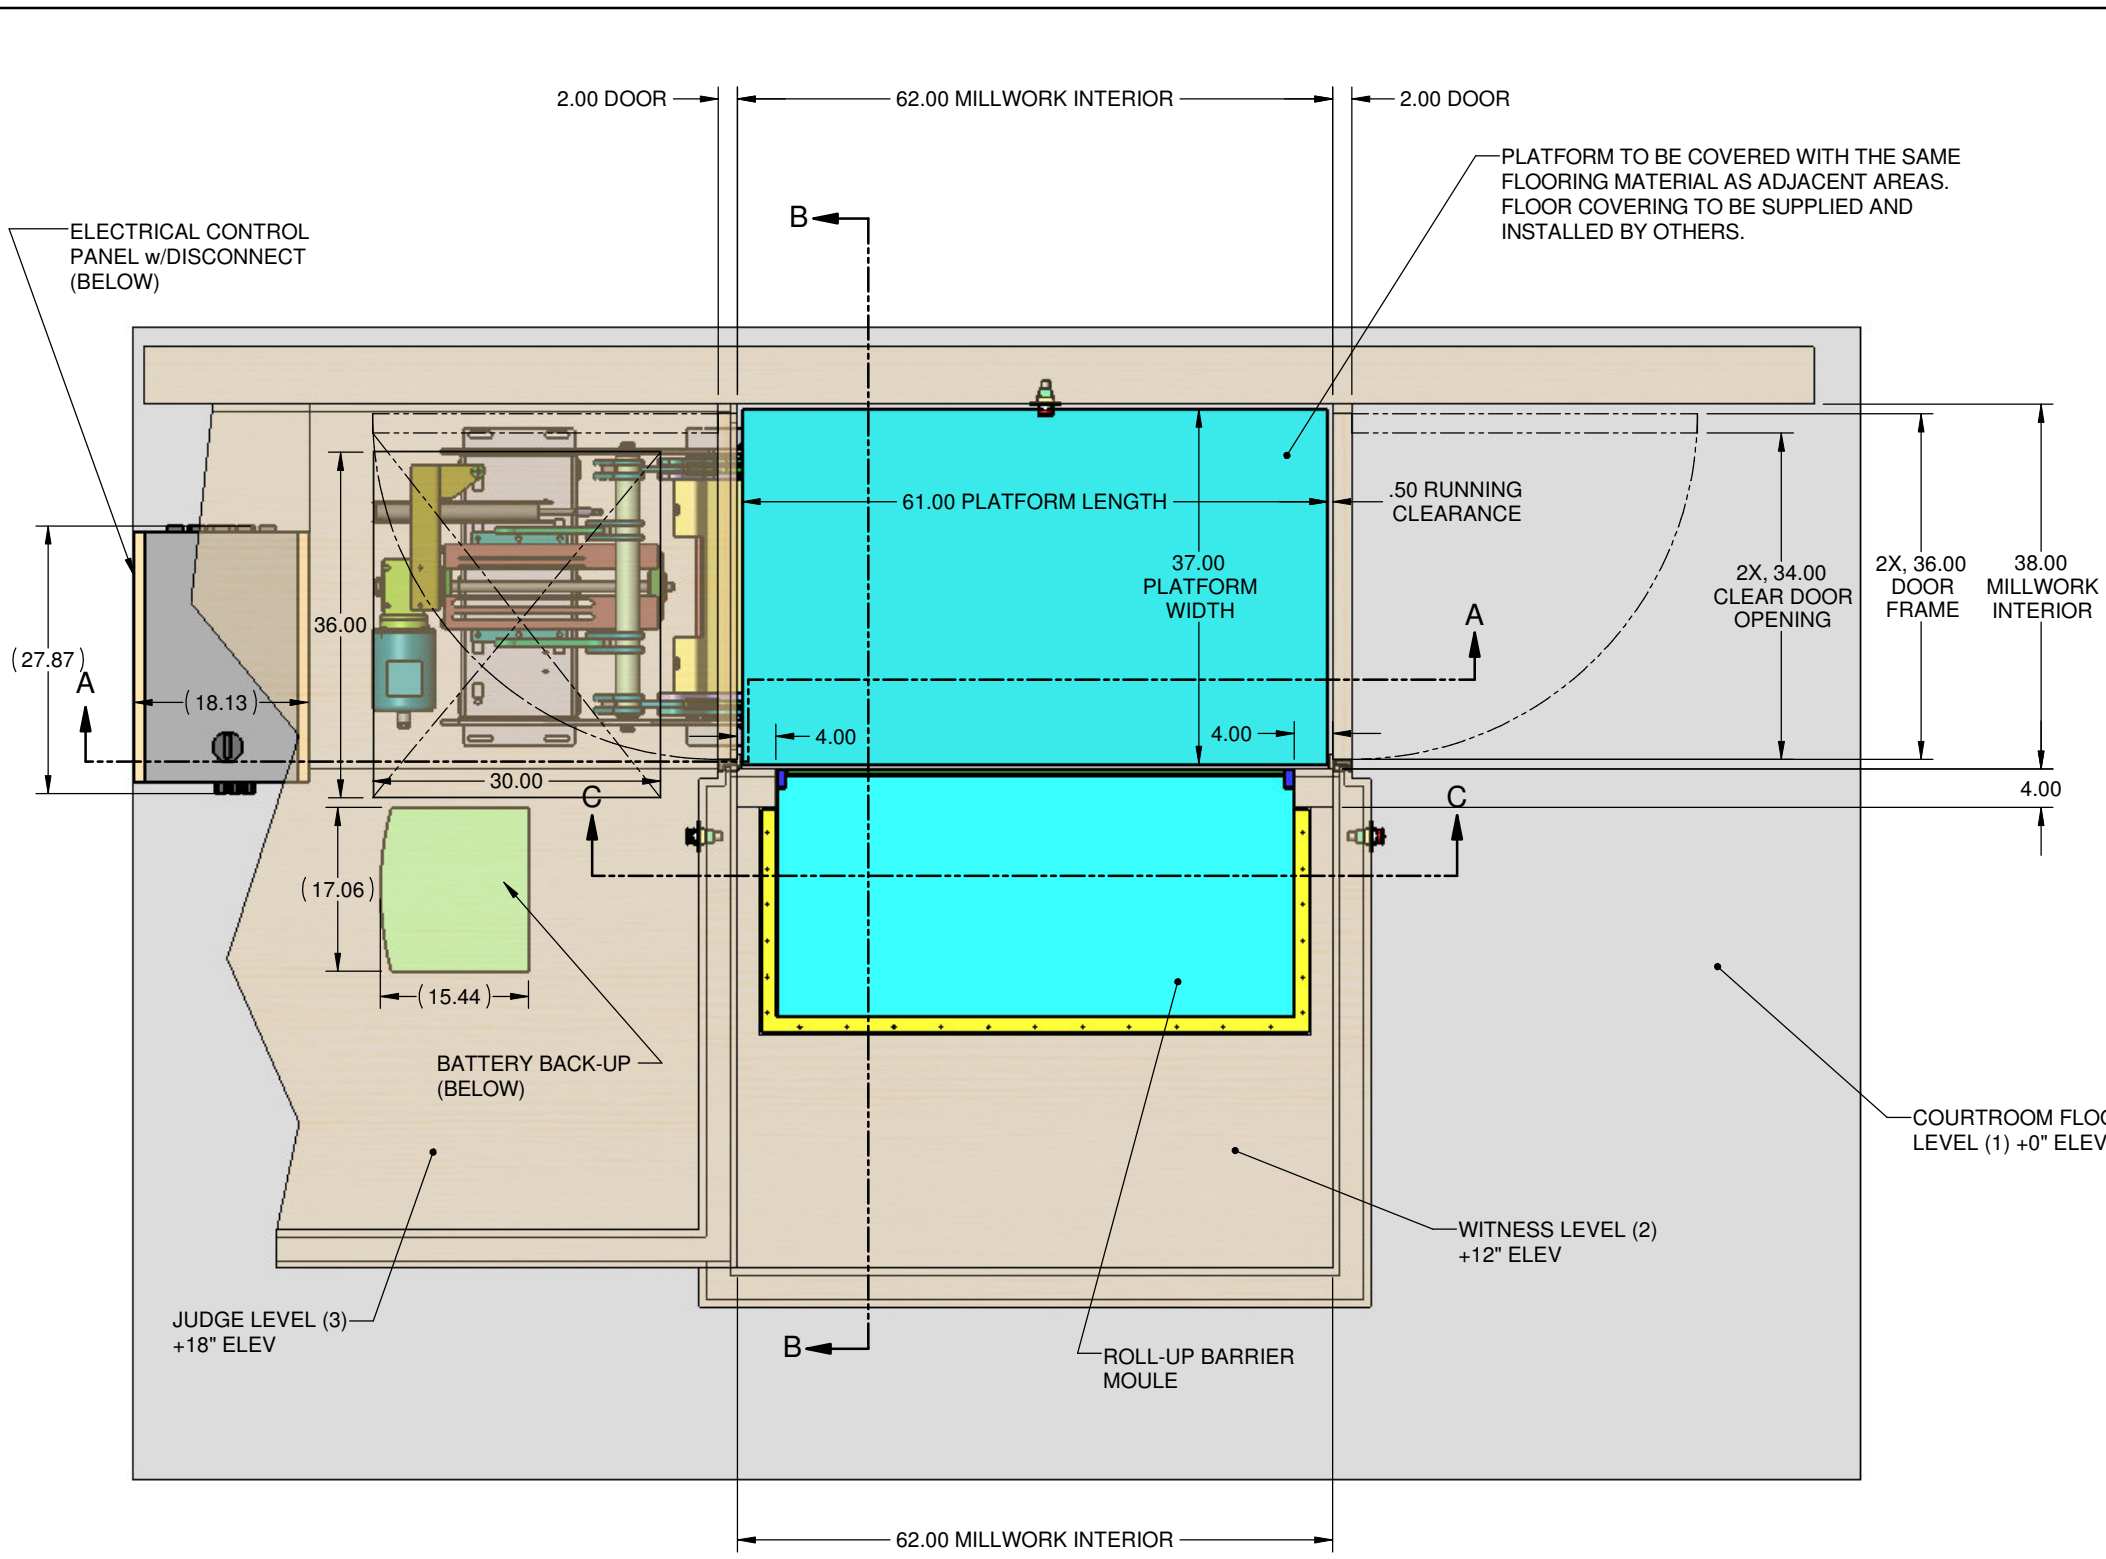 2.00 DOOR
62.00 MILLWORK INTERIOR
2.00 DOOR
PLATFORM TO BE COVERED WITH THE SAME
FLOORING MATERIAL AS ADJACENT AREAS.
FLOOR COVERING TO BE SUPPLIED AND
INSTALLED BY OTHERS.
B
ELECTRICAL CONTROL
PANEL w/DISCONNECT
(BELOW)
61.00 PLATFORM LENGTH
.50 RUNNING
CLEARANCE
37.00
PLATFORM
WIDTH
2X, 34.00
CLEAR DOOR
OPENING
2X, 36.00
DOOR
FRAME
38.00
MILLWORK
INTERIOR
36.00
(27.87)
A
(18.13)
A
4.00
4.00
30.00
C
C
4.00
(17.06)
(15.44)
BATTERY BACK-UP
(BELOW)
COURTROOM FLOO
LEVEL (1) +0" ELEV
WITNESS LEVEL (2)
+12" ELEV
JUDGE LEVEL (3)
+18" ELEV
B
ROLL-UP BARRIER
MOULE
62.00 MILLWORK INTERIOR